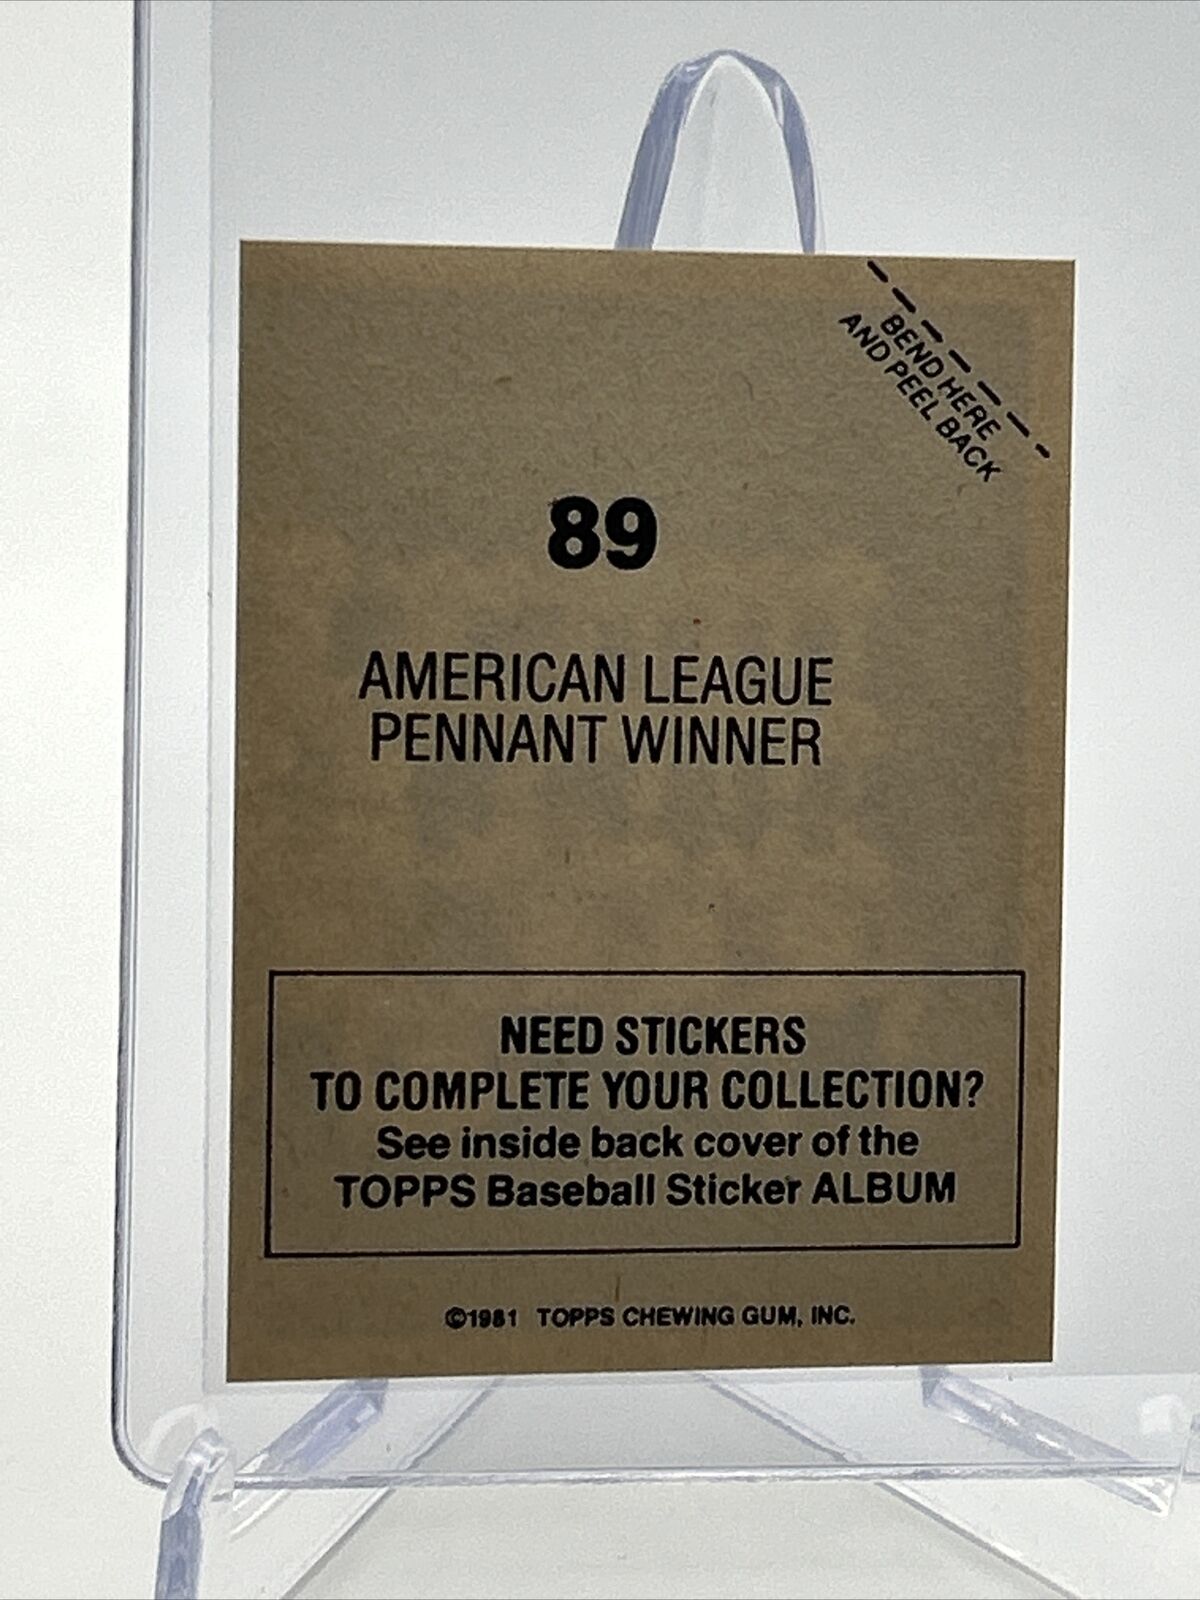 BEND HERE
AND PEEL BACK
89
AMERICAN LEAGUE
PENNANT WINNER
NEED STICKERS
TO COMPLETE YOUR COLLECTION?
See inside back cover of the
TOPPS Baseball Sticker ALBUM
©1981 TOPPS CHEWING GUM, INC.